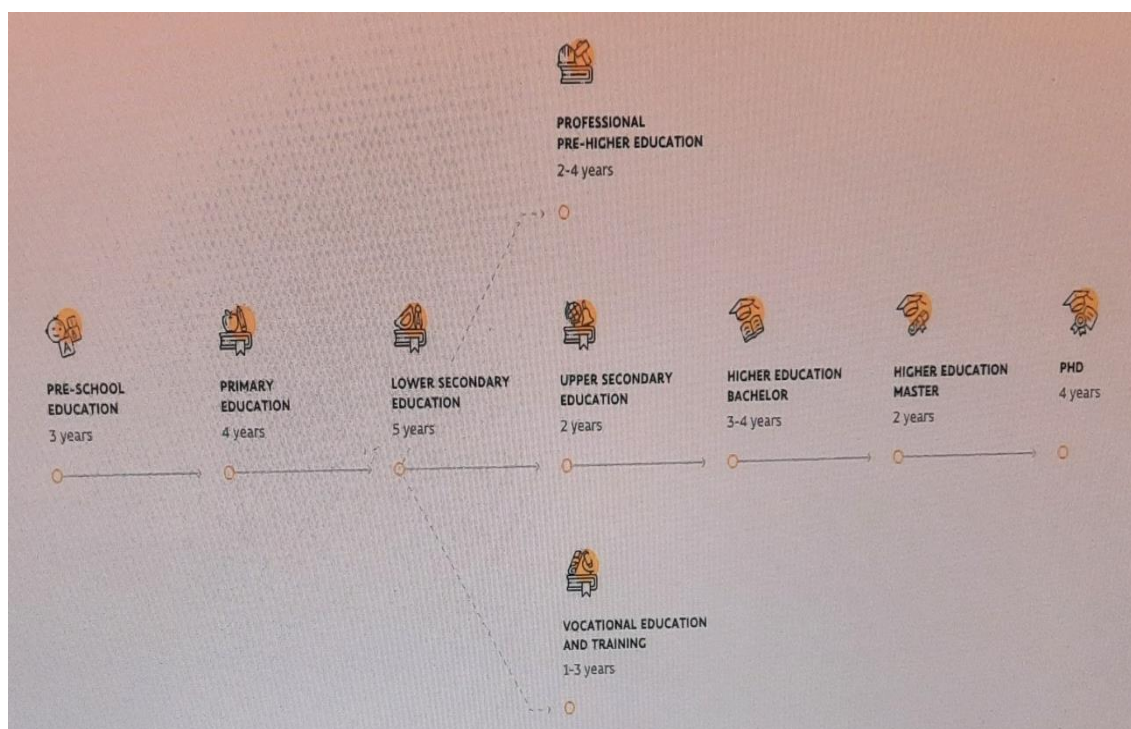 PROFESSIONAL
PRE-HIGHER EDUCATION
2-4 years
PRE-SCHOOL
EDUCATION
3 years
PRIMARY
EDUCATION
4 years
LOWER SECONDARY
EDUCATION
5 years
UPPER SECONDARY
EDUCATION
2 years
HIGHER EDUCATION
BACHELOR
3-4 years
HIGHER EDUCATION
MASTER
2 years
PHD
4 years
VOCATIONAL EDUCATION
AND TRAINING
1-3 years